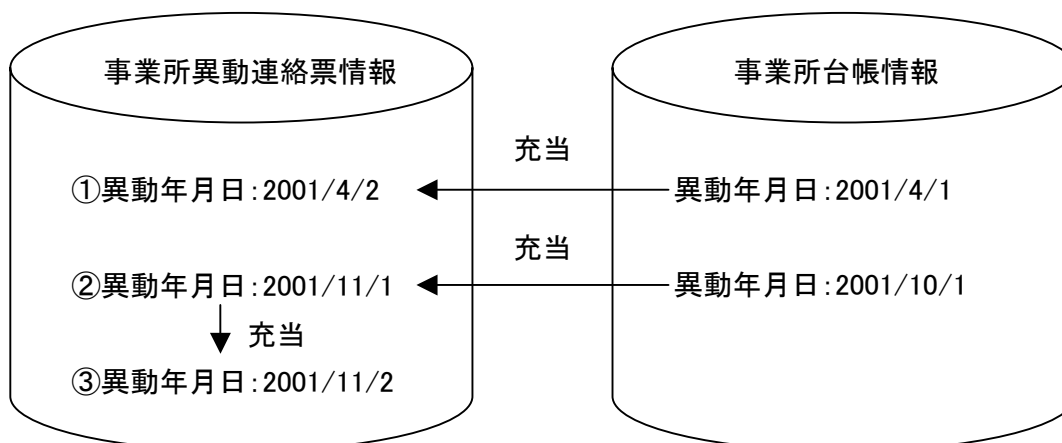 事業所異動連絡票情報
事業所台帳情報
充当
①異動年月日：2001/4/2
異動年月日：2001/4/1
充当
②異動年月日：2001/11/1
異動年月日：2001/10/1
充当
③異動年月日：2001/11/2